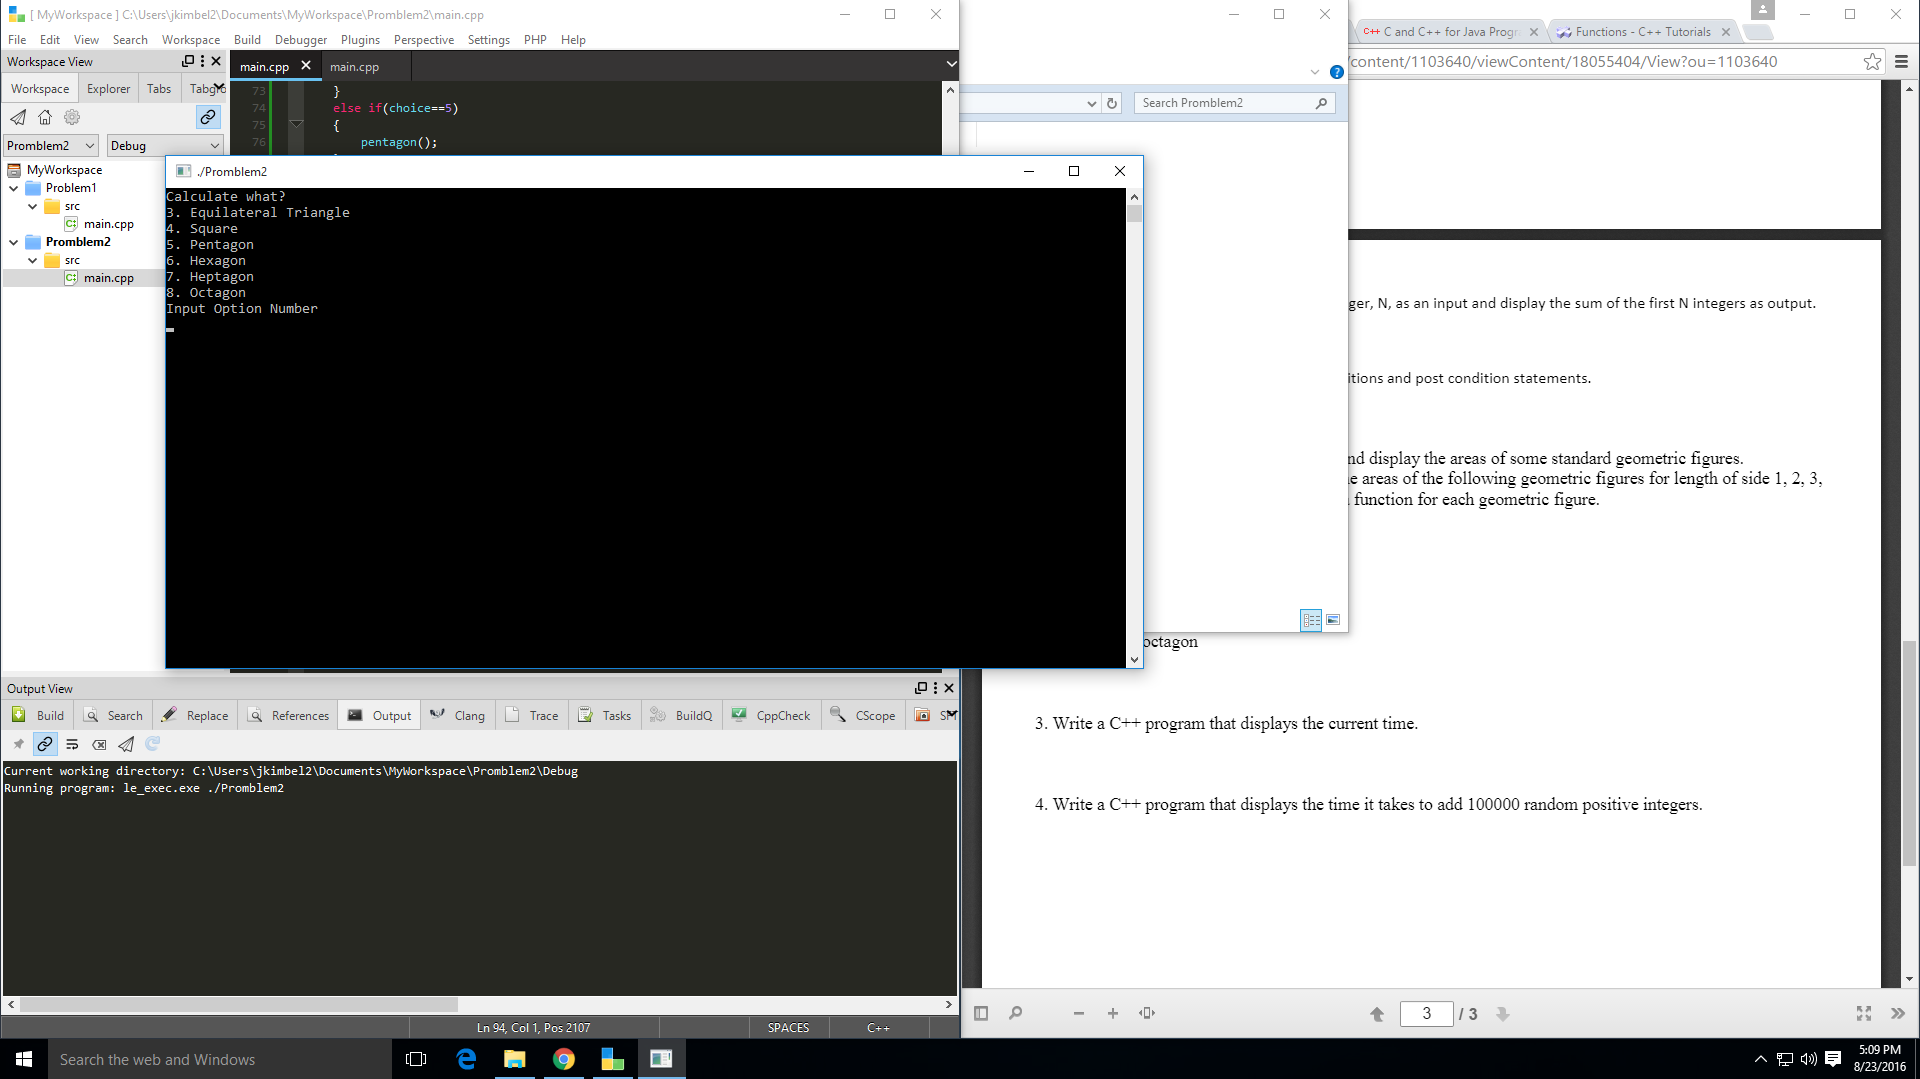 [ MyWorkspace ] C:\Users\jkimbel2\Documents\MyWorkspace\Promblem2\main.cpp
File Edit View Search Workspace Build Debugger Plugins Perspective Settings PHP Help
Workspace View
Workspace Explorer Tabs Tabgro
Promblem2 Debug
MyWorkspace
Problem1
src
main.cpp
Promblem2
src
main.cpp
main.cpp main.cpp
73 }
74 else if(choice==5)
75 {
76 pentagon();
./Promblem2
Calculate what?
3. Equilateral Triangle
4. Square
5. Pentagon
6. Hexagon
7. Heptagon
8. Octagon
Input Option Number
Output View
Build Search Replace References Output Clang Trace Tasks BuildQ CppCheck CScope
Current working directory: C:\Users\jkimbel2\Documents\MyWorkspace\Promblem2\Debug
Running program: le_exec.exe ./Promblem2
Ln 94, Col 1, Pos 2107 SPACES C++
Search Promblem2
C++ C and C++ for Java Progr Functions - C++ Tutorials
/content/1103640/viewContent/18055404/View?ou=1103640
ger, N, as an input and display the sum of the first N integers as output.
itions and post condition statements.
nd display the areas of some standard geometric figures.
e areas of the following geometric figures for length of side 1, 2, 3,
function for each geometric figure.
octagon
3. Write a C++ program that displays the current time.
4. Write a C++ program that displays the time it takes to add 100000 random positive integers.
3 / 3
Search the web and Windows
5:09 PM
8/23/2016